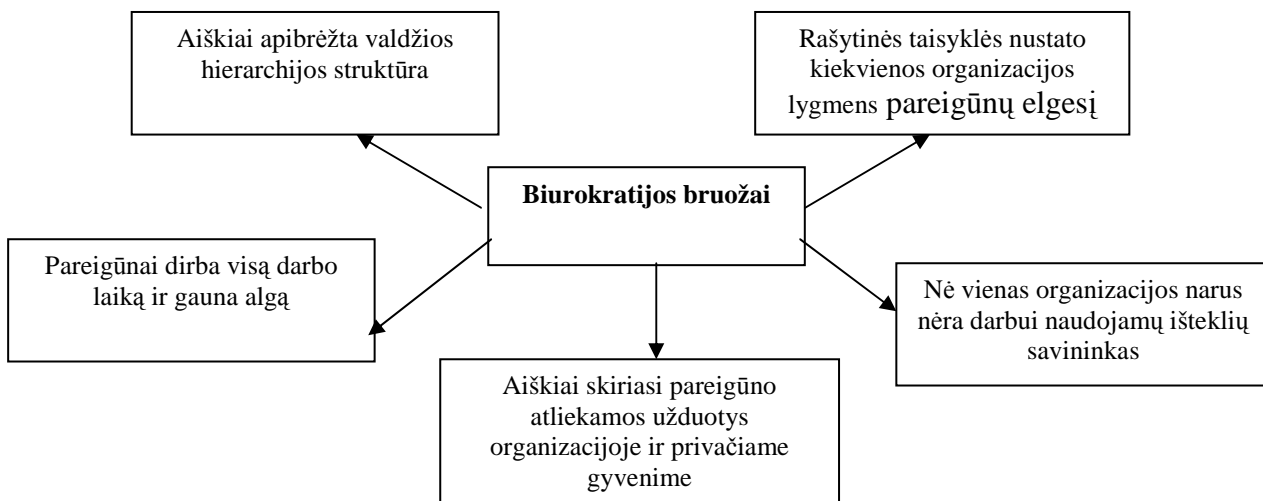 Aiškiai apibrėžta valdžios
hierarchijos struktūra
Rašytinės taisyklės nustato
kiekvienos organizacijos
lygmens pareigūnų elgesį
Biurokratijos bruožai
Pareigūnai dirba visą darbo
laiką ir gauna algą
Nė vienas organizacijos narus
nėra darbui naudojamų išteklių
savininkas
Aiškiai skiriasi pareigūno
atliekamos užduotys
organizacijoje ir privačiame
gyvenime